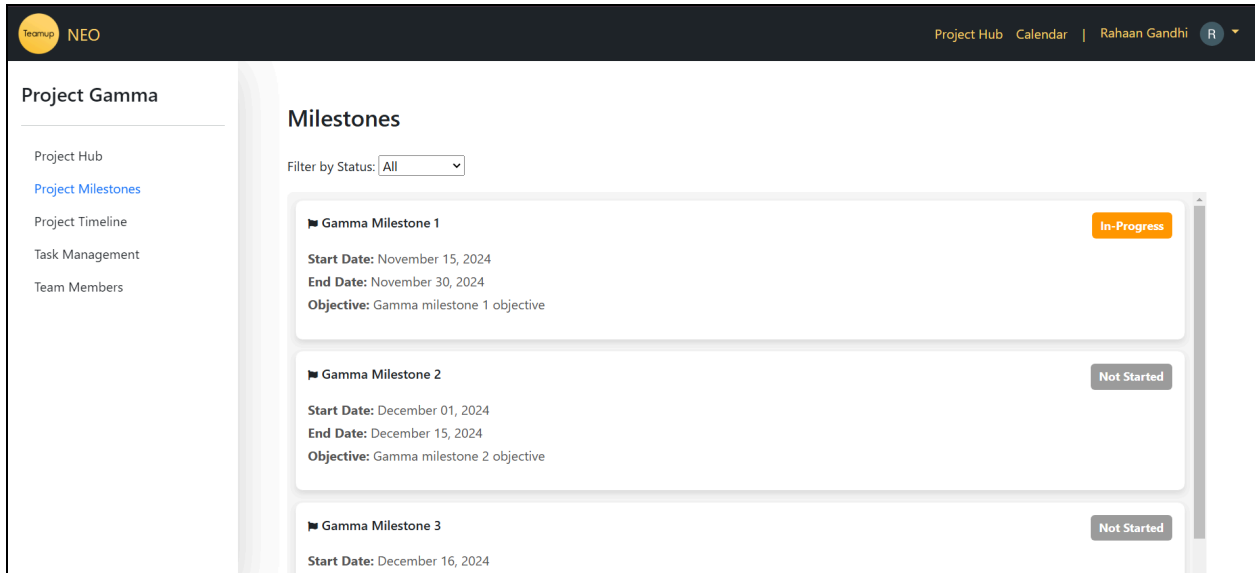 Teamup NEO
Project Hub Calendar | Rahaan Gandhi R
Project Gamma
Project Hub
Project Milestones
Project Timeline
Task Management
Team Members
Milestones
Filter by Status: All
Gamma Milestone 1 In-Progress
Start Date: November 15, 2024
End Date: November 30, 2024
Objective: Gamma milestone 1 objective
Gamma Milestone 2 Not Started
Start Date: December 01, 2024
End Date: December 15, 2024
Objective: Gamma milestone 2 objective
Gamma Milestone 3 Not Started
Start Date: December 16, 2024